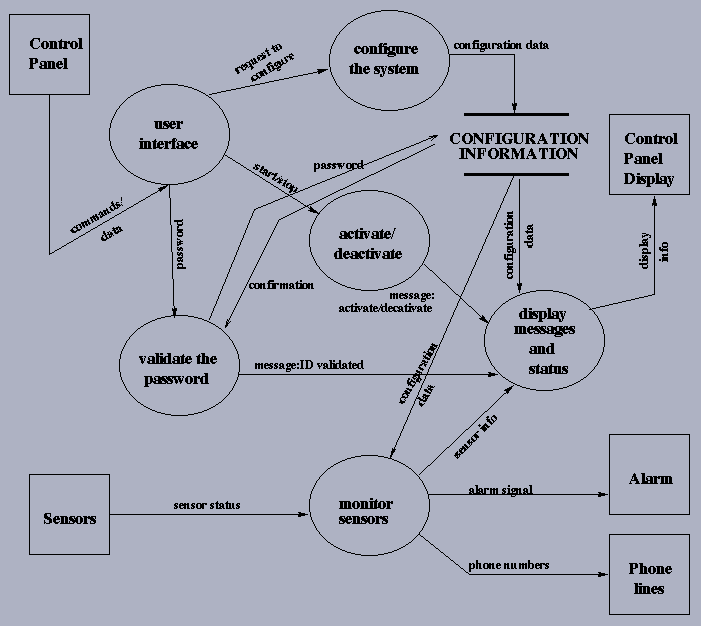 Control
Panel
request to
configure
configure
the system
configuration data
user
interface
CONFIGURATION
INFORMATION
Control
Panel
Display
password
start/stop
commands/
data
password
activate/
deactivate
configuration
data
display
info
confirmation
message:
activate/decativate
display
messages
and
status
validate the
password
message:ID validated
configuration
data
sensor info
Sensors
sensor status
monitor
sensors
alarm signal
Alarm
phone numbers
Phone
lines